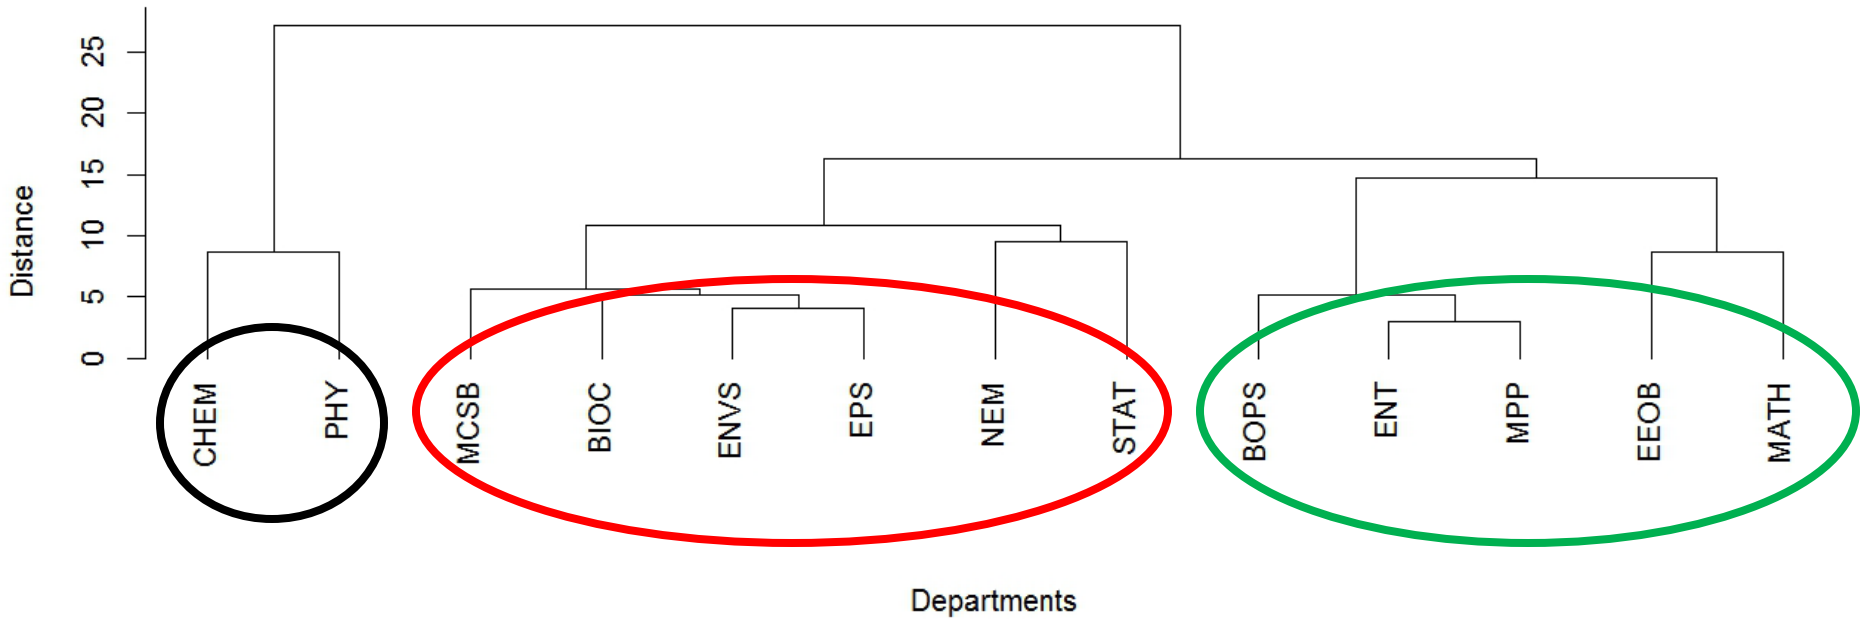 Distance
25
20
15
10
5
0
CHEM
PHY
MCSB
BIOC
ENVS
EPS
NEM
STAT
BOPS
ENT
MPP
EEOB
MATH
Departments